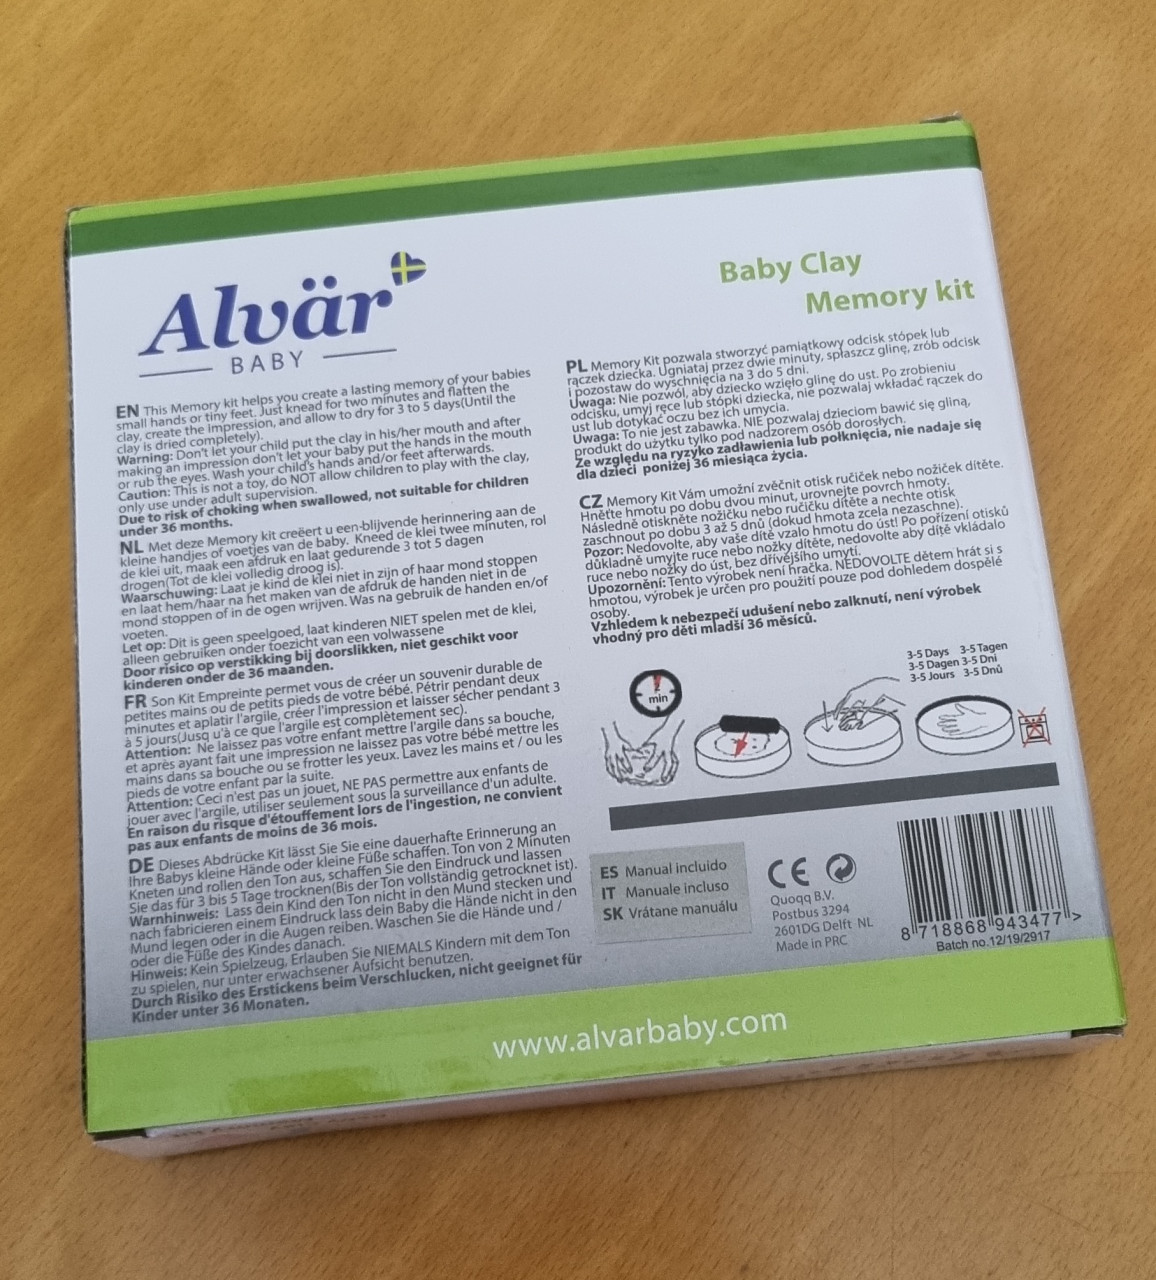 Alvär
BABY
Baby Clay
Memory kit
EN This Memory kit helps you create a lasting memory of your babies
small hands or tiny feet. Just knead for two minutes and flatten the
clay, create the impression, and allow to dry for 3 to 5 days(Until the
clay is dried completely).
Warning: Don't let your child put the clay in his/her mouth and after
making an impression don't let your baby put the hands in the mouth
or rub the eyes. Wash your child's hands and/or feet afterwards.
Caution: This is not a toy, do NOT allow children to play with the clay,
only use under adult supervision.
Due to risk of choking when swallowed, not suitable for children
under 36 months.
NL Met deze Memory kit creëert u een blijvende herinnering aan de
kleine handjes of voetjes van de baby. Kneed de klei twee minuten, rol
de klei uit, maak een afdruk en laat gedurende 3 tot 5 dagen
drogen(Tot de klei volledig droog is).
Waarschuwing: Laat je kind de klei niet in zijn of haar mond stoppen
en laat hem/haar na het maken van de afdruk de handen niet in de
mond stoppen of in de ogen wrijven. Was na gebruik de handen en/of
voeten.
Let op: Dit is geen speelgoed, laat kinderen NIET spelen met de klei,
alleen gebruiken onder toezicht van een volwassene
Door risico op verstikking bij doorslikken, niet geschikt voor
kinderen onder de 36 maanden.
FR Son Kit Empreinte permet vous de créer un souvenir durable de
petites mains ou de petits pieds de votre bébé. Pétrir pendant deux
minutes et aplatir l'argile, créer l'impression et laisser sécher pendant 3
à 5 jours(Jusq u'à ce que l'argile est complètement sec).
Attention: Ne laissez pas votre enfant mettre l'argile dans sa bouche,
et après ayant fait une impression ne laissez pas votre bébé mettre les
mains dans sa bouche ou se frotter les yeux. Lavez les mains et / ou les
pieds de votre enfant par la suite.
Attention: Ceci n'est pas un jouet, NE PAS permettre aux enfants de
jouer avec l'argile, utiliser seulement sous la surveillance d'un adulte.
En raison du risque d'étouffement lors de l'ingestion, ne convient
pas aux enfants de moins de 36 mois.
DE Dieses Abdrücke Kit lässt Sie Sie eine dauerhafte Erinnerung an
Ihre Babys kleine Hände oder kleine Füße schaffen. Ton von 2 Minuten
Kneten und rollen den Ton aus, schaffen Sie den Eindruck und lassen
Sie das für 3 bis 5 Tage trocknen(Bis der Ton vollständig getrocknet ist).
Warnhinweis: Lass dein Kind den Ton nicht in den Mund stecken und
nach fabricieren einem Eindruck lass dein Baby die Hände nicht in den
Mund legen oder in die Augen reiben. Waschen Sie die Hände und /
oder die Füße des Kindes danach.
Hinweis: Kein Spielzeug, Erlauben Sie NIEMALS Kindern mit dem Ton
zu spielen, nur unter erwachsener Aufsicht benutzen.
Durch Risiko des Erstickens beim Verschlucken, nicht geeignet für
Kinder unter 36 Monaten.
PL Memory Kit pozwala stworzyć pamiątkowy odcisk stópek lub
rączek dziecka. Ugniataj przez dwie minuty, spłaszcz glinę, zrób odcisk
i pozostaw do wyschnięcia na 3 do 5 dni.
Uwaga: Nie pozwól, aby dziecko wzięło glinę do ust. Po zrobieniu
odcisku, umyj ręce lub stópki dziecka, nie pozwalaj wkładać rączek do
ust lub dotykać oczu bez ich umycia.
Uwaga: To nie jest zabawka. NIE pozwalaj dzieciom bawić się gliną,
produkt do użytku tylko pod nadzorem osób dorosłych.
Ze względu na ryzyko zadławienia lub połknięcia, nie nadaje się
dla dzieci poniżej 36 miesiąca życia.
CZ Memory Kit Vám umožní zvěčnit otisk ručiček nebo nožiček dítěte.
Hněťte hmotu po dobu dvou minut, urovnejte povrch hmoty.
Následně otiskněte nožičku nebo ručičku dítěte a nechte otisk
zaschnout po dobu 3 až 5 dnů (dokud hmota zcela nezaschne).
Pozor: Nedovolte, aby vaše dítě vzalo hmotu do úst! Po pořízení otisků
důkladně umyjte ruce nebo nožky dítěte, nedovolte aby dítě vkládalo
ruce nebo nožky do úst, bez dřívějšího umytí.
Upozornění: Tento výrobek není hračka. NEDOVOLTE dětem hrát si s
hmotou, výrobek je určen pro použití pouze pod dohledem dospělé
osoby.
Vzhledem k nebezpečí udušení nebo zalknutí, není výrobek
vhodný pro děti mladší 36 měsíců.
2
min
3-5 Days 3-5 Tagen
3-5 Dagen 3-5 Dni
3-5 Jours 3-5 Dnů
ES Manual incluido
IT Manuale incluso
SK Vrátane manuálu
CE
Quoqq B.V.
Postbus 3294
2601DG Delft NL
Made in PRC
8 718868 943477 >
Batch no.12/19/2917
www.alvarbaby.com